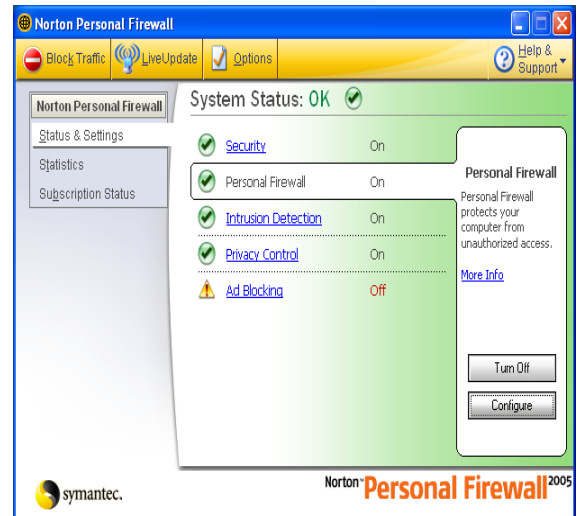 Norton Personal Firewall
Block Traffic LiveUpdate Options Help & Support
Norton Personal Firewall
Status & Settings
Statistics
Subscription Status
System Status: OK
Security On
Personal Firewall On
Intrusion Detection On
Privacy Control On
Ad Blocking Off
Personal Firewall
Personal Firewall
protects your
computer from
unauthorized access.
More Info
Turn Off
Configure
symantec.
Norton™ Personal Firewall 2005